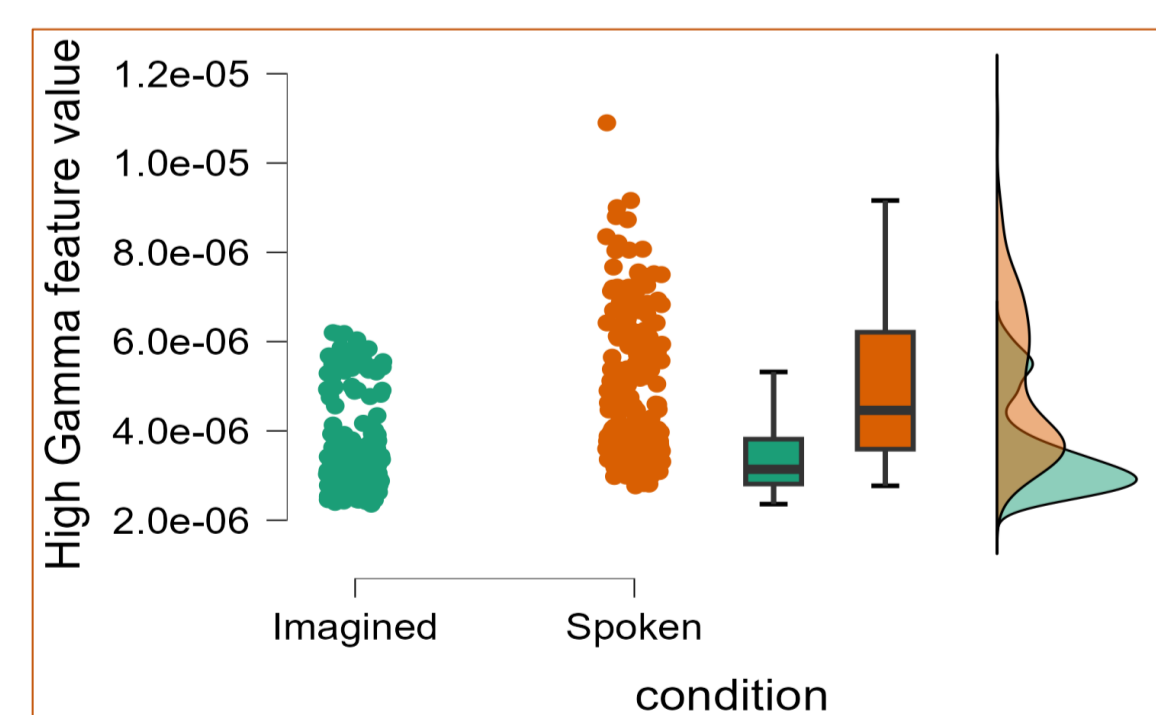 High Gamma feature value
1.2e-05
1.0e-05
8.0e-06
6.0e-06
4.0e-06
2.0e-06
Imagined
Spoken
condition